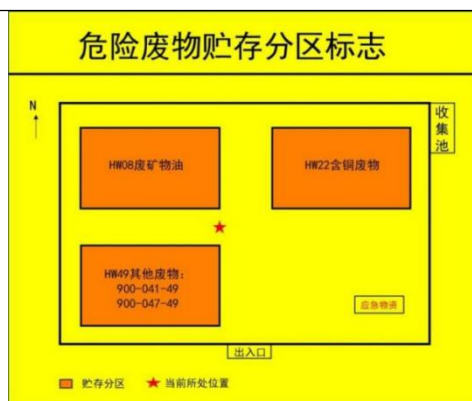 危险废物贮存分区标志
N
收集池
HW08废矿物油
HW22含铜废物
HW49其他废物：
900-041-49
900-047-49
应急物资
出入口
贮存分区
当前所处位置